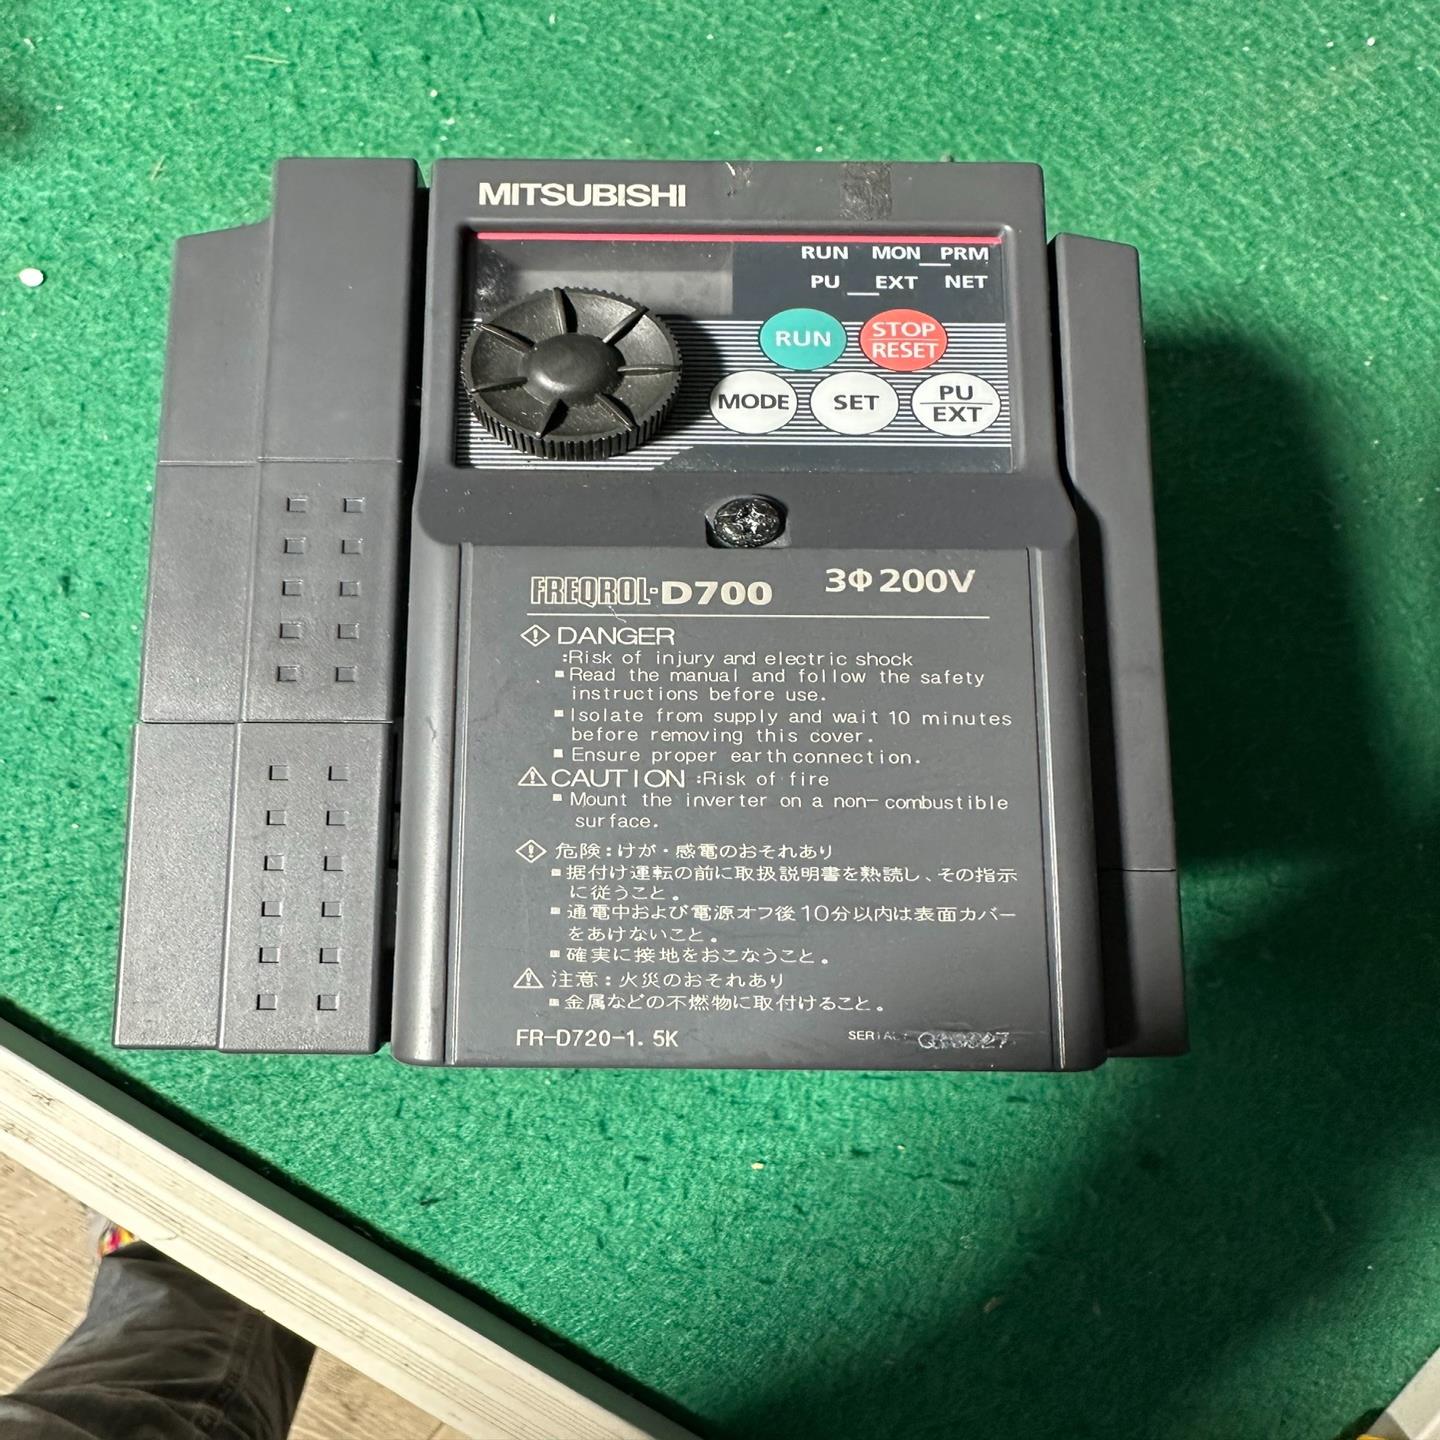 MITSUBISHI
RUN MON PRM
PU EXT NET
RUN
STOP
RESET
MODE
SET
PU
EXT
FREQROL-D700 3Φ200V
DANGER
:Risk of injury and electric shock
■Read the manual and follow the safety
instructions before use.
■Isolate from supply and wait 10 minutes
before removing this cover.
■Ensure proper earth connection.
CAUTION :Risk of fire
■Mount the inverter on a non-combustible
surface.
危険:けが・感電のおそれあり
■据付け運転の前に取扱説明書を熟読し、その指示
に従うこと。
■通電中および電源オフ後10分以内は表面カバー
をあけないこと。
■確実に接地をおこなうこと。
注意:火災のおそれあり
■金属などの不燃物に取付けること。
FR-D720-1.5K SERIAL